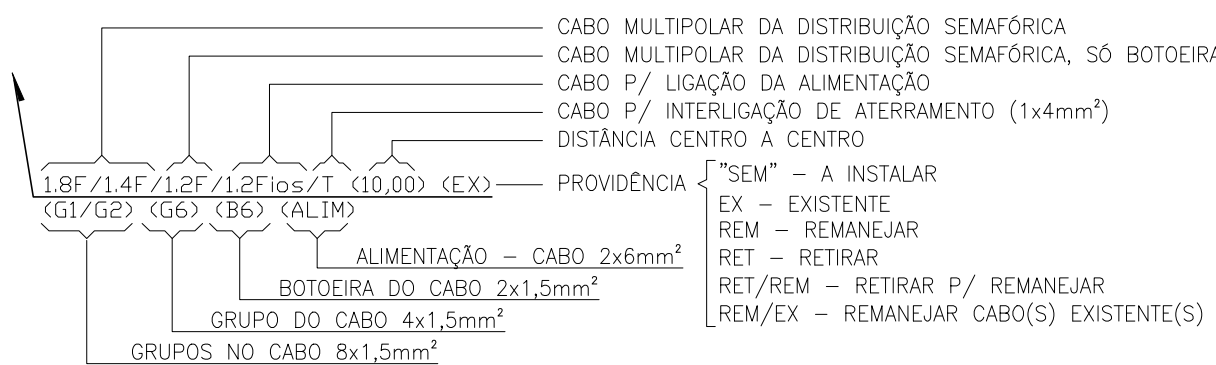 CABO MULTIPOLAR DA DISTRIBUIÇÃO SEMAFÓRICA
CABO MULTIPOLAR DA DISTRIBUIÇÃO SEMAFÓRICA, SÓ BOTOEIRA
CABO P/ LIGAÇÃO DA ALIMENTAÇÃO
CABO P/ INTERLIGAÇÃO DE ATERRAMENTO (1x4mm²)
DISTÂNCIA CENTRO A CENTRO
1.8F/1.4F/1.2F/1.2Fios/T (10,00) (EX)
PROVIDÊNCIA
"SEM" – A INSTALAR
EX – EXISTENTE
REM – REMANEJAR
RET – RETIRAR
RET/REM – RETIRAR P/ REMANEJAR
REM/EX – REMANEJAR CABO(S) EXISTENTE(S)
(G1/G2) (G6) (B6) (ALIM)
ALIMENTAÇÃO – CABO 2x6mm²
BOTOEIRA DO CABO 2x1,5mm²
GRUPO DO CABO 4x1,5mm²
GRUPOS NO CABO 8x1,5mm²